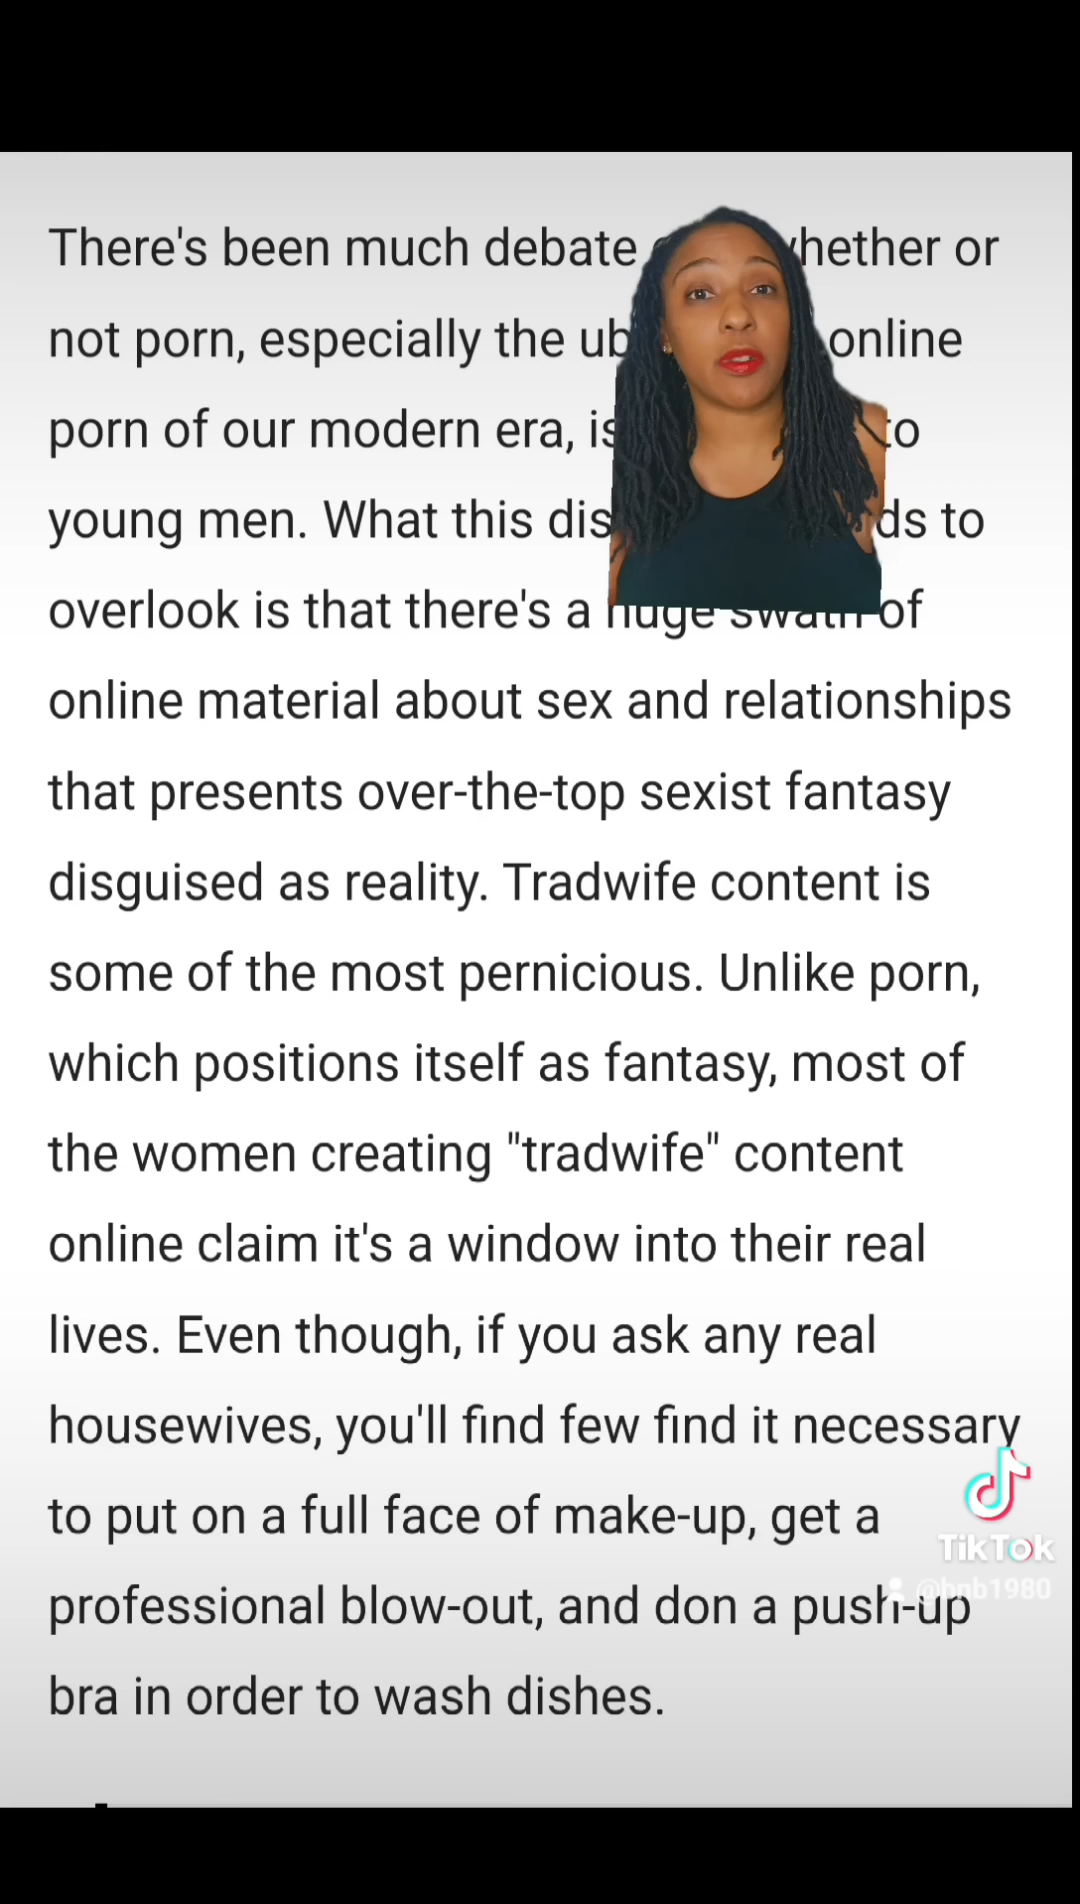 There's been much debate whether or
not porn, especially the online
porn of our modern era, is to
young men. What this to
overlook is that there's a huge swath of
online material about sex and relationships
that presents over-the-top sexist fantasy
disguised as reality. Tradwife content is
some of the most pernicious. Unlike porn,
which positions itself as fantasy, most of
the women creating "tradwife" content
online claim it's a window into their real
lives. Even though, if you ask any real
housewives, you'll find few find it necessary
to put on a full face of make-up, get a
professional blow-out, and don a push-up
bra in order to wash dishes.
TikTok
@bnb1980